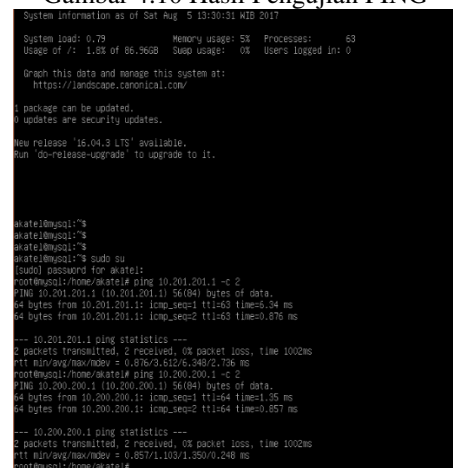 Gambar 4.10 Hasil Pengujian PING
System information as of Sat Aug 5 13:30:31 WIB 2017
System load: 0.79 Memory usage: 5% Processes: 63
Usage of /: 1.8% of 86.96GB Swap usage: 0% Users logged in: 0
Graph this data and manage this system at:
https://landscape.canonical.com/
1 package can be updated.
0 updates are security updates.
New release '16.04.3 LTS' available.
Run 'do-release-upgrade' to upgrade to it.
akatel@mysql:~$
akatel@mysql:~$
akatel@mysql:~$
akatel@mysql:~$ sudo su
[sudo] password for akatel:
root@mysql:/home/akatel# ping 10.201.201.1 -c 2
PING 10.201.201.1 (10.201.201.1) 56(84) bytes of data.
64 bytes from 10.201.201.1: icmp_seq=1 ttl=63 time=6.34 ms
64 bytes from 10.201.201.1: icmp_seq=2 ttl=63 time=0.876 ms
--- 10.201.201.1 ping statistics ---
2 packets transmitted, 2 received, 0% packet loss, time 1002ms
rtt min/avg/max/mdev = 0.876/3.612/6.348/2.736 ms
root@mysql:/home/akatel# ping 10.200.200.1 -c 2
PING 10.200.200.1 (10.200.200.1) 56(84) bytes of data.
64 bytes from 10.200.200.1: icmp_seq=1 ttl=64 time=1.35 ms
64 bytes from 10.200.200.1: icmp_seq=2 ttl=64 time=0.857 ms
--- 10.200.200.1 ping statistics ---
2 packets transmitted, 2 received, 0% packet loss, time 1002ms
rtt min/avg/max/mdev = 0.857/1.103/1.350/0.248 ms
root@mysql:/home/akatel#